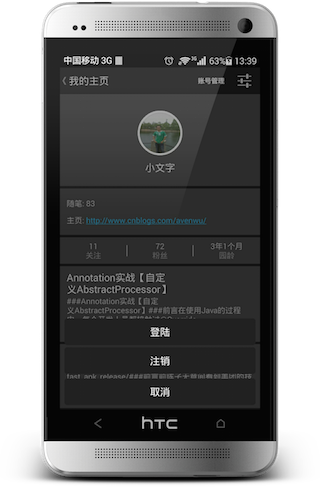 中国移动 3G 3G 63% 13:39
我的主页 账号管理
小文字
随笔: 83
主页: http://www.cnblogs.com/avenwu/
11 72 3年1个月
关注 粉丝 园龄
Annotation实战【自定
义AbstractProcessor】
###Annotation实战【自定
义AbstractProcessor】###前言在使用Java的过程
登陆
注销
取消
hTC